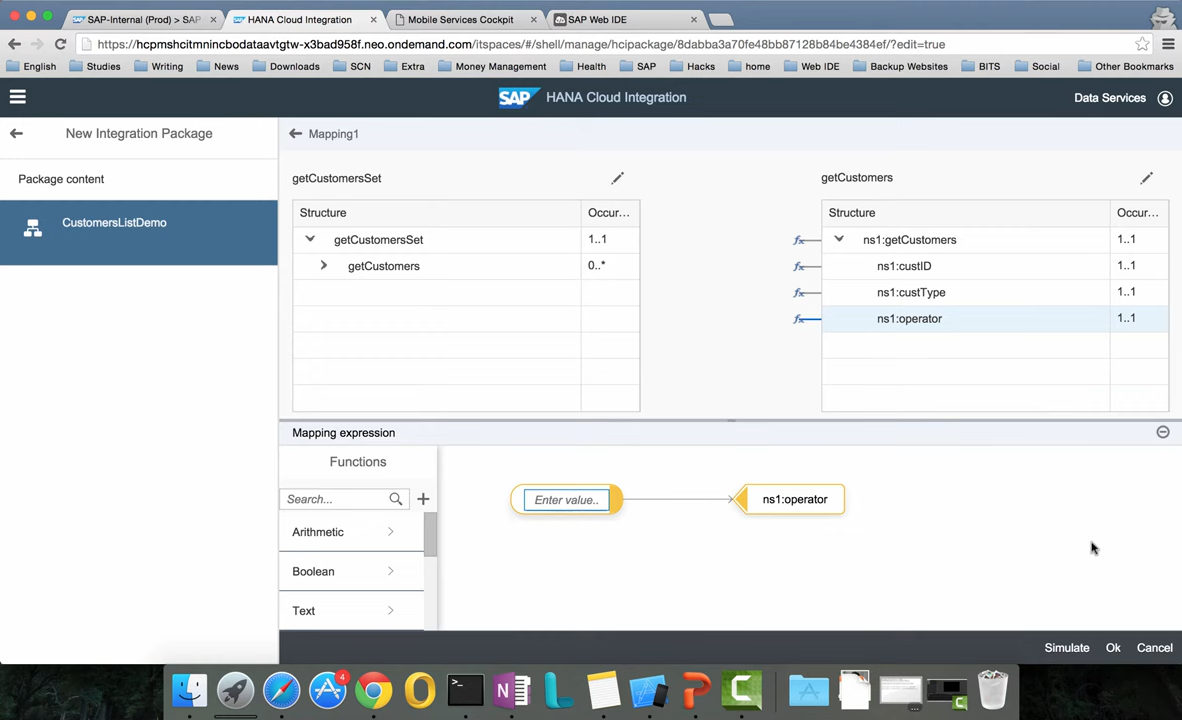 SAP-Internal (Prod) > SAP
HANA Cloud Integration
Mobile Services Cockpit
SAP Web IDE
https://hcpmshcitmnincbodataavtgtw-x3bad958f.neo.ondemand.com/itspaces/#/shell/manage/hcipackage/8dabba3a70fe48bb87128b84be4384ef/?edit=true
English Studies Writing News Downloads SCN Extra Money Management Health SAP Hacks home Web IDE Backup Websites BITS Social Other Bookmarks
SAP HANA Cloud Integration
Data Services
New Integration Package
Mapping1
Package content
CustomersListDemo
getCustomersSet
getCustomers
Structure Occur...
getCustomersSet 1..1
getCustomers 0..*
Structure Occur...
fx ns1:getCustomers 1..1
fx ns1:custID 1..1
fx ns1:custType 1..1
fx ns1:operator 1..1
Mapping expression
Functions
Search...
Arithmetic
Boolean
Text
Enter value..
ns1:operator
Simulate Ok Cancel
4